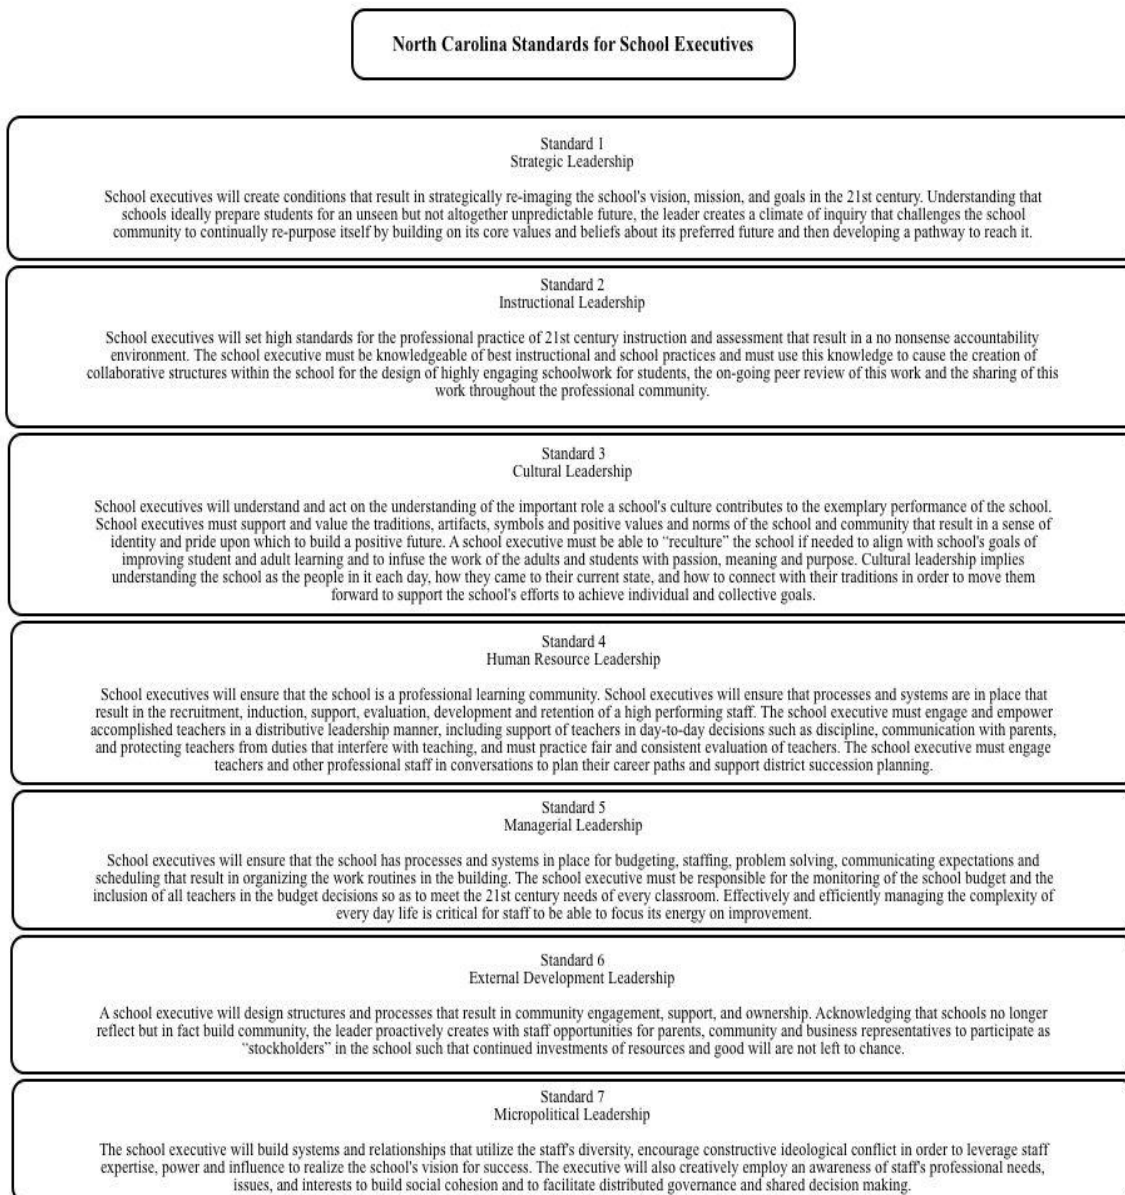 North Carolina Standards for School Executives
Standard 1
Strategic Leadership
School executives will create conditions that result in strategically re-imaging the school's vision, mission, and goals in the 21st century. Understanding that
schools ideally prepare students for an unseen but not altogether unpredictable future, the leader creates a climate of inquiry that challenges the school
community to continually re-purpose itself by building on its core values and beliefs about its preferred future and then developing a pathway to reach it.
Standard 2
Instructional Leadership
School executives will set high standards for the professional practice of 21st century instruction and assessment that result in a no nonsense accountability
environment. The school executive must be knowledgeable of best instructional and school practices and must use this knowledge to cause the creation of
collaborative structures within the school for the design of highly engaging schoolwork for students, the on-going peer review of this work and the sharing of this
work throughout the professional community.
Standard 3
Cultural Leadership
School executives will understand and act on the understanding of the important role a school's culture contributes to the exemplary performance of the school.
School executives must support and value the traditions, artifacts, symbols and positive values and norms of the school and community that result in a sense of
identity and pride upon which to build a positive future. A school executive must be able to “reculture” the school if needed to align with school's goals of
improving student and adult learning and to infuse the work of the adults and students with passion, meaning and purpose. Cultural leadership implies
understanding the school as the people in it each day, how they came to their current state, and how to connect with their traditions in order to move them
forward to support the school's efforts to achieve individual and collective goals.
Standard 4
Human Resource Leadership
School executives will ensure that the school is a professional learning community. School executives will ensure that processes and systems are in place that
result in the recruitment, induction, support, evaluation, development and retention of a high performing staff. The school executive must engage and empower
accomplished teachers in a distributive leadership manner, including support of teachers in day-to-day decisions such as discipline, communication with parents,
and protecting teachers from duties that interfere with teaching, and must practice fair and consistent evaluation of teachers. The school executive must engage
teachers and other professional staff in conversations to plan their career paths and support district succession planning.
Standard 5
Managerial Leadership
School executives will ensure that the school has processes and systems in place for budgeting, staffing, problem solving, communicating expectations and
scheduling that result in organizing the work routines in the building. The school executive must be responsible for the monitoring of the school budget and the
inclusion of all teachers in the budget decisions so as to meet the 21st century needs of every classroom. Effectively and efficiently managing the complexity of
every day life is critical for staff to be able to focus its energy on improvement.
Standard 6
External Development Leadership
A school executive will design structures and processes that result in community engagement, support, and ownership. Acknowledging that schools no longer
reflect but in fact build community, the leader proactively creates with staff opportunities for parents, community and business representatives to participate as
“stockholders” in the school such that continued investments of resources and good will are not left to chance.
Standard 7
Micropolitical Leadership
The school executive will build systems and relationships that utilize the staff's diversity, encourage constructive ideological conflict in order to leverage staff
expertise, power and influence to realize the school's vision for success. The executive will also creatively employ an awareness of staff's professional needs,
issues, and interests to build social cohesion and to facilitate distributed governance and shared decision making.